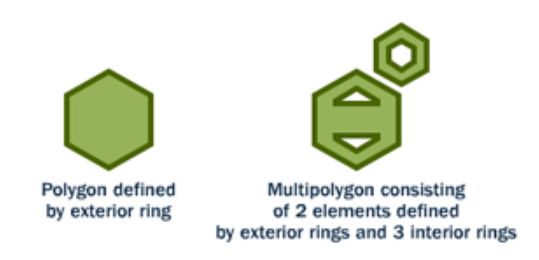 Polygon defined
by exterior ring
Multipolygon consisting
of 2 elements defined
by exterior rings and 3 interior rings